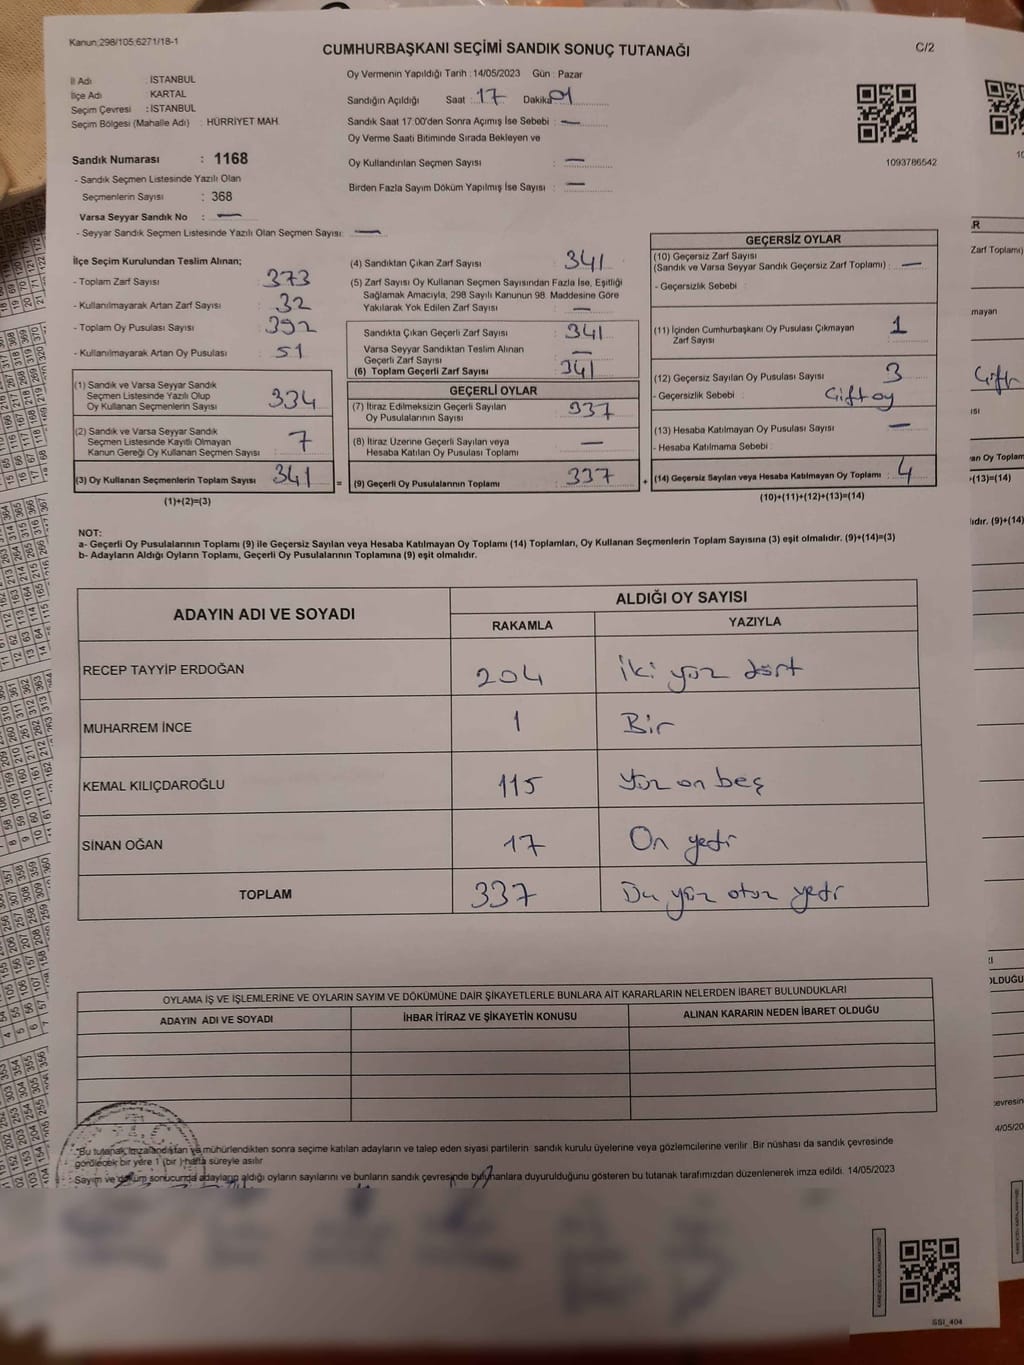 Kanun:298/105.6271/18-1
CUMHURBAŞKANI SEÇİMİ SANDIK SONUÇ TUTANAĞI
C/2
İl Adı : İSTANBUL
İlçe Adı : KARTAL
Seçim Çevresi : İSTANBUL
Seçim Bölgesi (Mahalle Adı) : HÜRRİYET MAH.
Sandık Numarası : 1168
- Sandık Seçmen Listesinde Yazılı Olan
Seçmenlerin Sayısı : 368
Varsa Seyyar Sandık No : —
- Seyyar Sandık Seçmen Listesinde Yazılı Olan Seçmen Sayısı: —
Oy Vermenin Yapıldığı Tarih :14/05/2023 Gün : Pazar
Sandığın Açıldığı Saat : 17 Dakika 01
Sandık Saat 17:00'den Sonra Açımış İse Sebebi : —
Oy Verme Saati Bitiminde Sırada Bekleyen ve
Oy Kullandırılan Seçmen Sayısı : —
Birden Fazla Sayım Döküm Yapılmış İse Sayısı : —
1093786542
İlçe Seçim Kurulundan Teslim Alınan;
- Toplam Zarf Sayısı : 373
- Kullanılmayarak Artan Zarf Sayısı : 32
- Toplam Oy Pusulası Sayısı : 392
- Kullanılmayarak Artan Oy Pusulası : 51
(1) Sandık ve Varsa Seyyar Sandık
Seçmen Listesinde Yazılı Olup
Oy Kullanan Seçmenlerin Sayısı : 334
(2) Sandık ve Varsa Seyyar Sandık
Seçmen Listesinde Kayıtlı Olmayan
Kanun Gereği Oy Kullanan Seçmen Sayısı : 7
(3) Oy Kullanan Seçmenlerin Toplam Sayısı : 341
(1)+(2)=(3)
(4) Sandıktan Çıkan Zarf Sayısı : 341
(5) Zarf Sayısı Oy Kullanan Seçmen Sayısından Fazla İse, Eşitliği
Sağlamak Amacıyla, 298 Sayılı Kanunun 98. Maddesine Göre
Yakılarak Yok Edilen Zarf Sayısı : —
Sandıkta Çıkan Geçerli Zarf Sayısı : 341
Varsa Seyyar Sandıktan Teslim Alınan
Geçerli Zarf Sayısı : —
(6) Toplam Geçerli Zarf Sayısı : 341
GEÇERLİ OYLAR
(7) İtiraz Edilmeksizin Geçerli Sayılan
Oy Pusulasının Sayısı : 337
(8) İtiraz Üzerine Geçerli Sayılan veya
Hesaba Katılan Oy Pusulası Toplamı : —
= (9) Geçerli Oy Pusulalarının Toplamı : 337 +
GEÇERSİZ OYLAR
(10) Geçersiz Zarf Sayısı
(Sandık ve Varsa Seyyar Sandık Geçersiz Zarf Toplamı) : —
- Geçersizlik Sebebi :
(11) İçinden Cumhurbaşkanı Oy Pusulası Çıkmayan
Zarf Sayısı : 1
(12) Geçersiz Sayılan Oy Pusulası Sayısı : 3
- Geçersizlik Sebebi : Çift oy
(13) Hesaba Katılmayan Oy Pusulası Sayısı : —
- Hesaba Katılmama Sebebi :
(14) Geçersiz Sayılan veya Hesaba Katılmayan Oy Toplamı : 4
(10)+(11)+(12)+(13)=(14)
NOT:
a- Geçerli Oy Pusulalarının Toplamı (9) ile Geçersiz Sayılan veya Hesaba Katılmayan Oy Toplamı (14) Toplamları, Oy Kullanan Seçmenlerin Toplam Sayısına (3) eşit olmalıdır. (9)+(14)=(3)
b- Adayların Aldığı Oyların Toplamı, Geçerli Oy Pusulalarının Toplamına (9) eşit olmalıdır.
ADAYIN ADI VE SOYADI
ALDIĞI OY SAYISI
RAKAMLA YAZIYLA
RECEP TAYYİP ERDOĞAN 204 İki yüz dört
MUHARREM İNCE 1 Bir
KEMAL KILIÇDAROĞLU 115 Yüz on beş
SİNAN OĞAN 17 On yedi
TOPLAM 337 yüz otuz yedi
OYLAMA İŞ VE İŞLEMLERİNE VE OYLARIN SAYIM VE DÖKÜMÜNE DAİR ŞİKAYETLERLE BUNLARA AİT KARARLARIN NELERDEN İBARET BULUNDUKLARI
ADAYIN ADI VE SOYADI İHBAR İTİRAZ VE ŞİKAYETİN KONUSU ALINAN KARARIN NEDEN İBARET OLDUĞU
"Bu tutanak, imzalandıktan ve mühürlendikten sonra seçime katılan adayların ve talep eden siyasi partilerin sandık kurulu üyelerine veya gözlemcilerine verilir .Bir nüshası da sandık çevresinde
görülecek bir yere 1 (bir ) hafta süreyle asılır
Sayım ve döküm sonucunda adayların aldığı oyların sayılarını ve bunların sandık çevresinde bulunanlara duyurulduğunu gösteren bu tutanak tarafımızdan düzenlenerek imza edildi. 14/05/2023
SSI_404